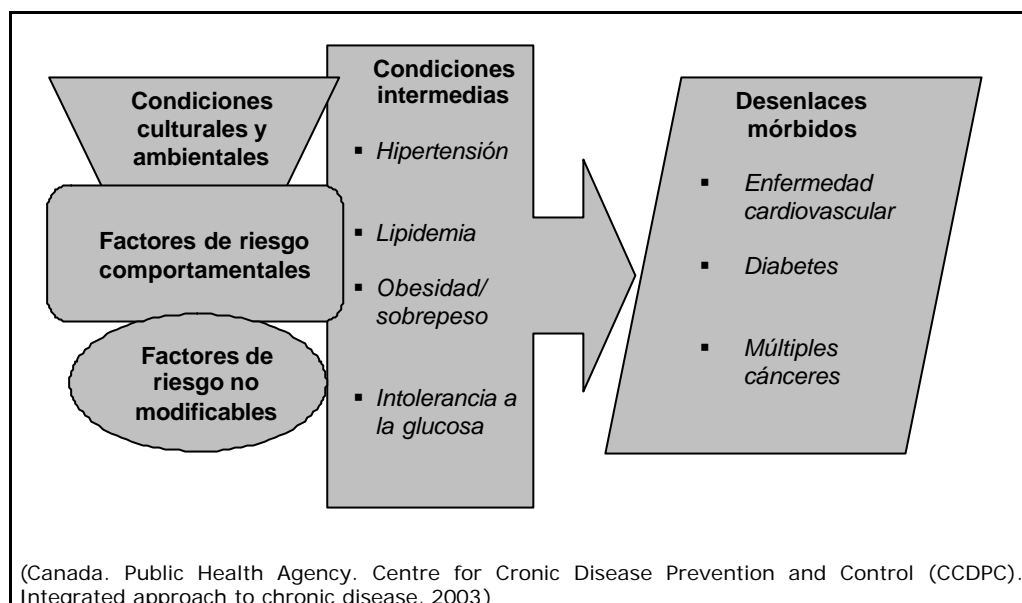 Condiciones
culturales y
ambientales
Factores de riesgo
comportamentales
Factores de
riesgo no
modificables
Condiciones
intermedias
▪ Hipertensión
▪ Lipidemia
▪ Obesidad/
sobrepeso
▪ Intolerancia a
la glucosa
Desenlaces
mórbidos
▪ Enfermedad
cardiovascular
▪ Diabetes
▪ Múltiples
cánceres
(Canada. Public Health Agency. Centre for Cronic Disease Prevention and Control (CCDPC).
Integrated approach to chronic disease. 2003)